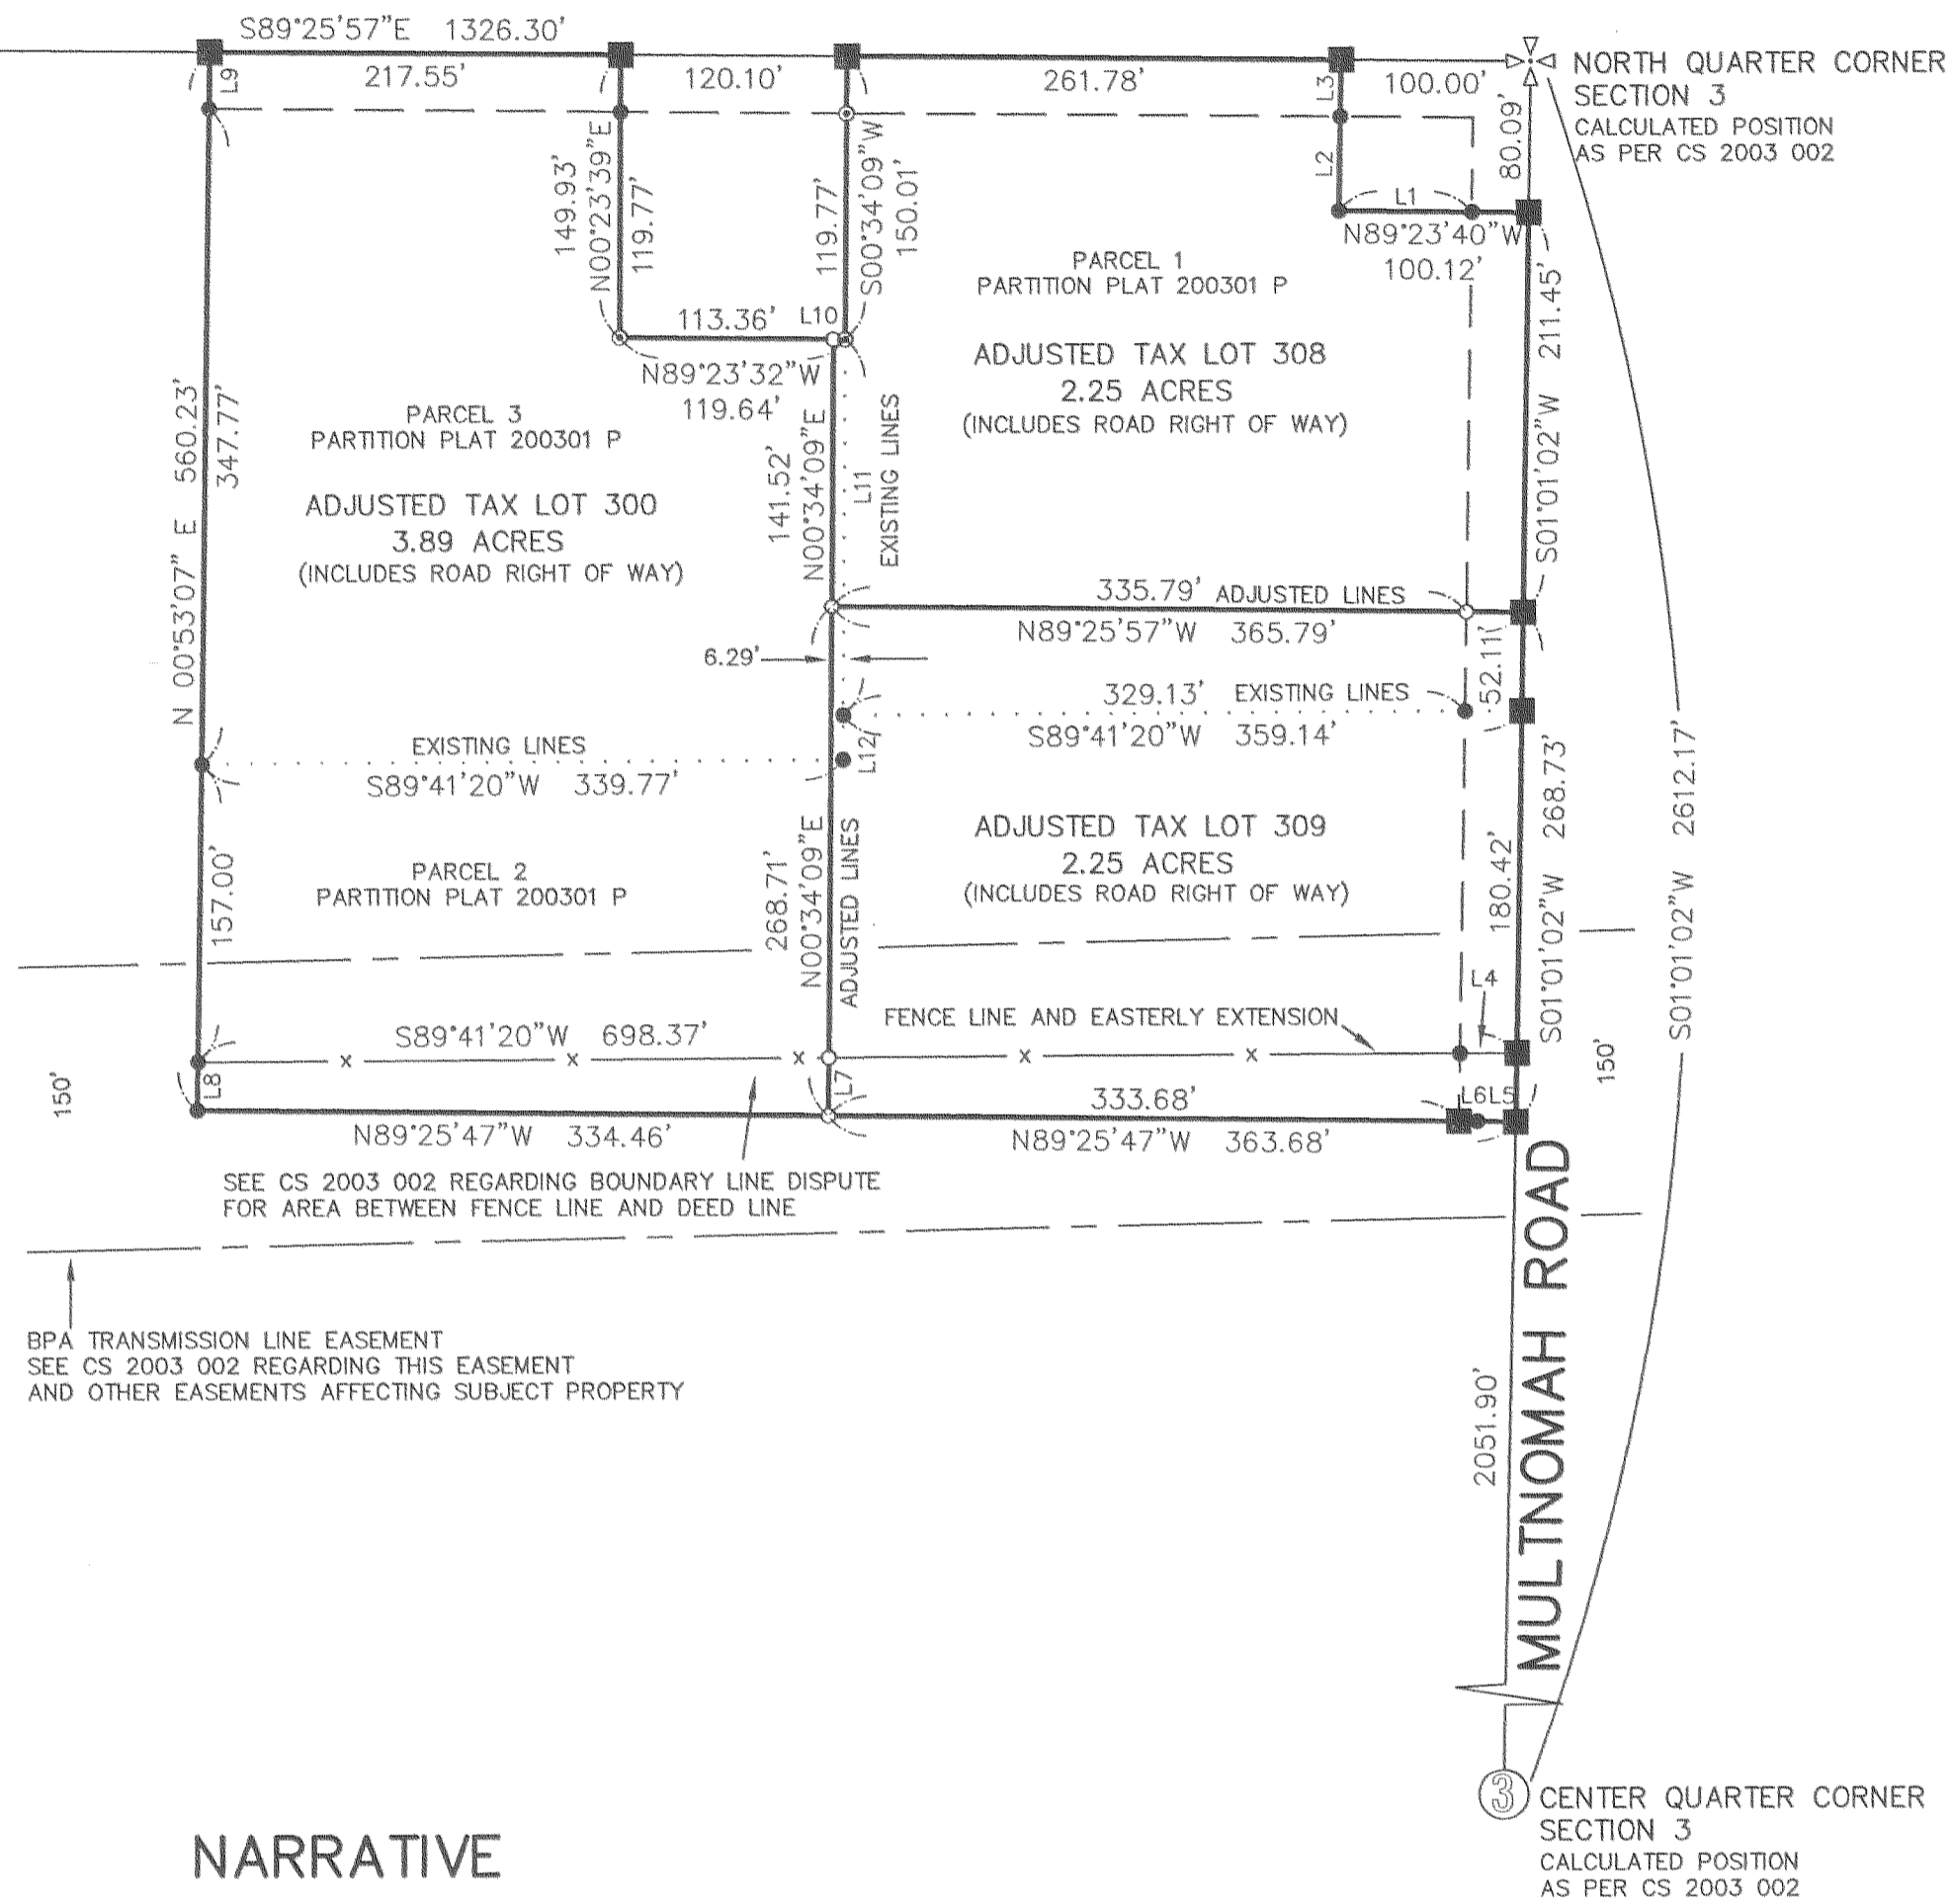 S89°25'57"E 1326.30'
217.55'
120.10'
261.78'
100.00'
L9
L3
NORTH QUARTER CORNER
SECTION 3
CALCULATED POSITION
AS PER CS 2003 002
80.09'
149.93'
N00°23'39"E
119.77'
119.77'
S00°34'09"W
150.01'
L2
L1
N89°23'40"W
100.12'
PARCEL 1
PARTITION PLAT 200301 P
113.36'
L10
N89°23'32"W
119.64'
ADJUSTED TAX LOT 308
2.25 ACRES
(INCLUDES ROAD RIGHT OF WAY)
S01°01'02"W 211.45'
N 00°53'07" E 560.23'
347.77'
PARCEL 3
PARTITION PLAT 200301 P
ADJUSTED TAX LOT 300
3.89 ACRES
(INCLUDES ROAD RIGHT OF WAY)
141.52'
N00°34'09"E
L11
EXISTING LINES
335.79' ADJUSTED LINES
N89°25'57"W 365.79'
6.29'
52.11'
329.13' EXISTING LINES
S89°41'20"W 359.14'
EXISTING LINES
S89°41'20"W 339.77'
L12
S01°01'02"W 2612.17'
PARCEL 2
PARTITION PLAT 200301 P
157.00'
268.71'
N00°34'09"E
ADJUSTED LINES
ADJUSTED TAX LOT 309
2.25 ACRES
(INCLUDES ROAD RIGHT OF WAY)
180.42'
S01°01'02"W 268.73'
L4
FENCE LINE AND EASTERLY EXTENSION
S89°41'20"W 698.37'
x x x x x
150'
150'
L8
L7
333.68'
L6L5
N89°25'47"W 334.46'
N89°25'47"W 363.68'
SEE CS 2003 002 REGARDING BOUNDARY LINE DISPUTE
FOR AREA BETWEEN FENCE LINE AND DEED LINE
BPA TRANSMISSION LINE EASEMENT
SEE CS 2003 002 REGARDING THIS EASEMENT
AND OTHER EASEMENTS AFFECTING SUBJECT PROPERTY
2051.90'
MULTNOMAH ROAD
3
CENTER QUARTER CORNER
SECTION 3
CALCULATED POSITION
AS PER CS 2003 002
NARRATIVE